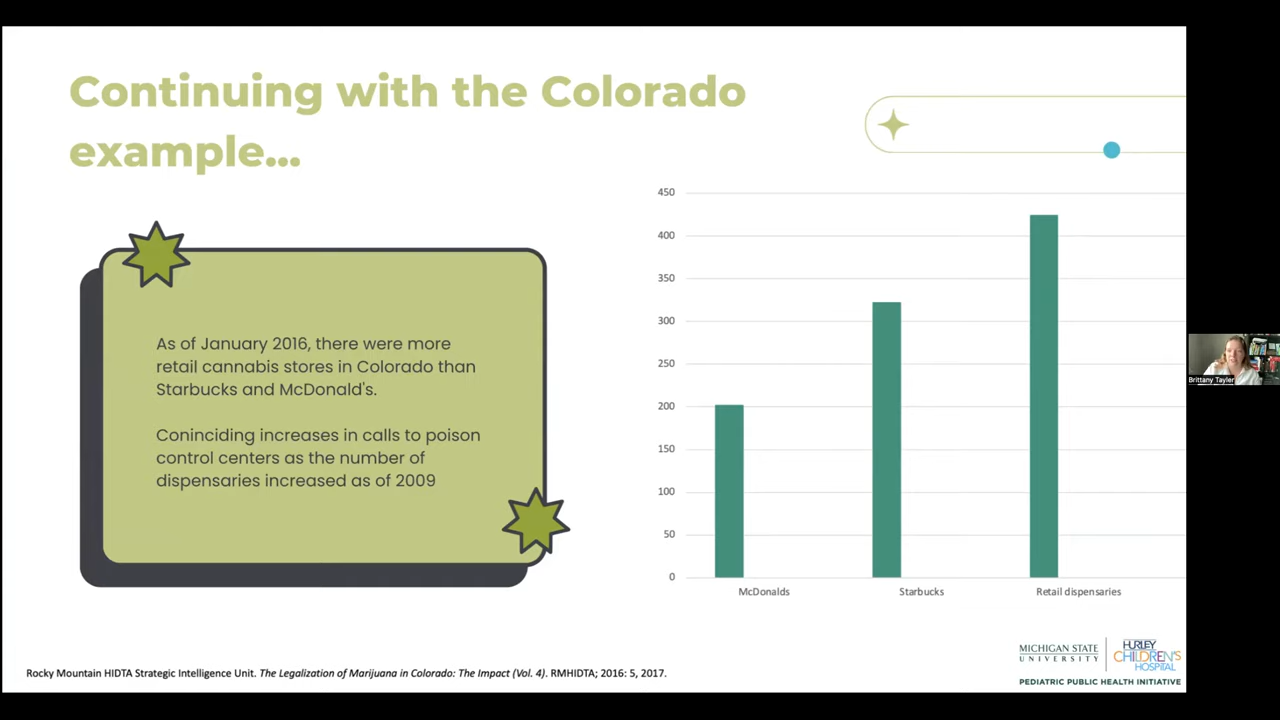 Continuing with the Colorado
example...
As of January 2016, there were more
retail cannabis stores in Colorado than
Starbucks and McDonald's.
Coninciding increases in calls to poison
control centers as the number of
dispensaries increased as of 2009
450
400
350
300
250
200
150
100
50
0
McDonalds
Starbucks
Retail dispensaries
Brittany Tayler
Rocky Mountain HIDTA Strategic Intelligence Unit. The Legalization of Marijuana in Colorado: The Impact (Vol. 4). RMHIDTA; 2016: 5, 2017.
MICHIGAN STATE
UNIVERSITY
HURLEY
CHILDREN'S
HOSPITAL
PEDIATRIC PUBLIC HEALTH INITIATIVE